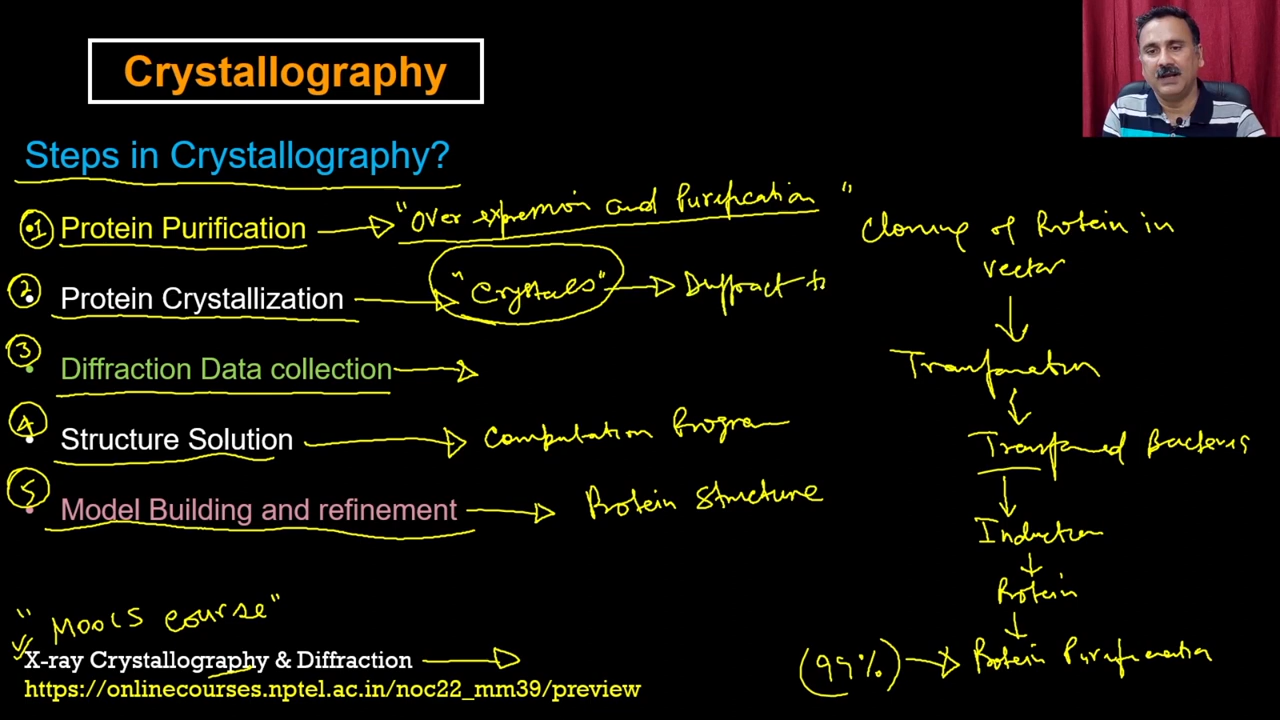 Crystallography
Steps in Crystallography?
1 Protein Purification "Over expression and Purification"
2 Protein Crystallization "Crystals" Diffract
3 Diffraction Data collection
4 Structure Solution Computation Program
5 Model Building and refinement Protein Structure
Cloning of Protein in
vector
Transformation
Transformed Bacteria
Induction
Protein
(99%) Protein Purification
"MOOCS course"
X-ray Crystallography & Diffraction
https://onlinecourses.nptel.ac.in/noc22_mm39/preview